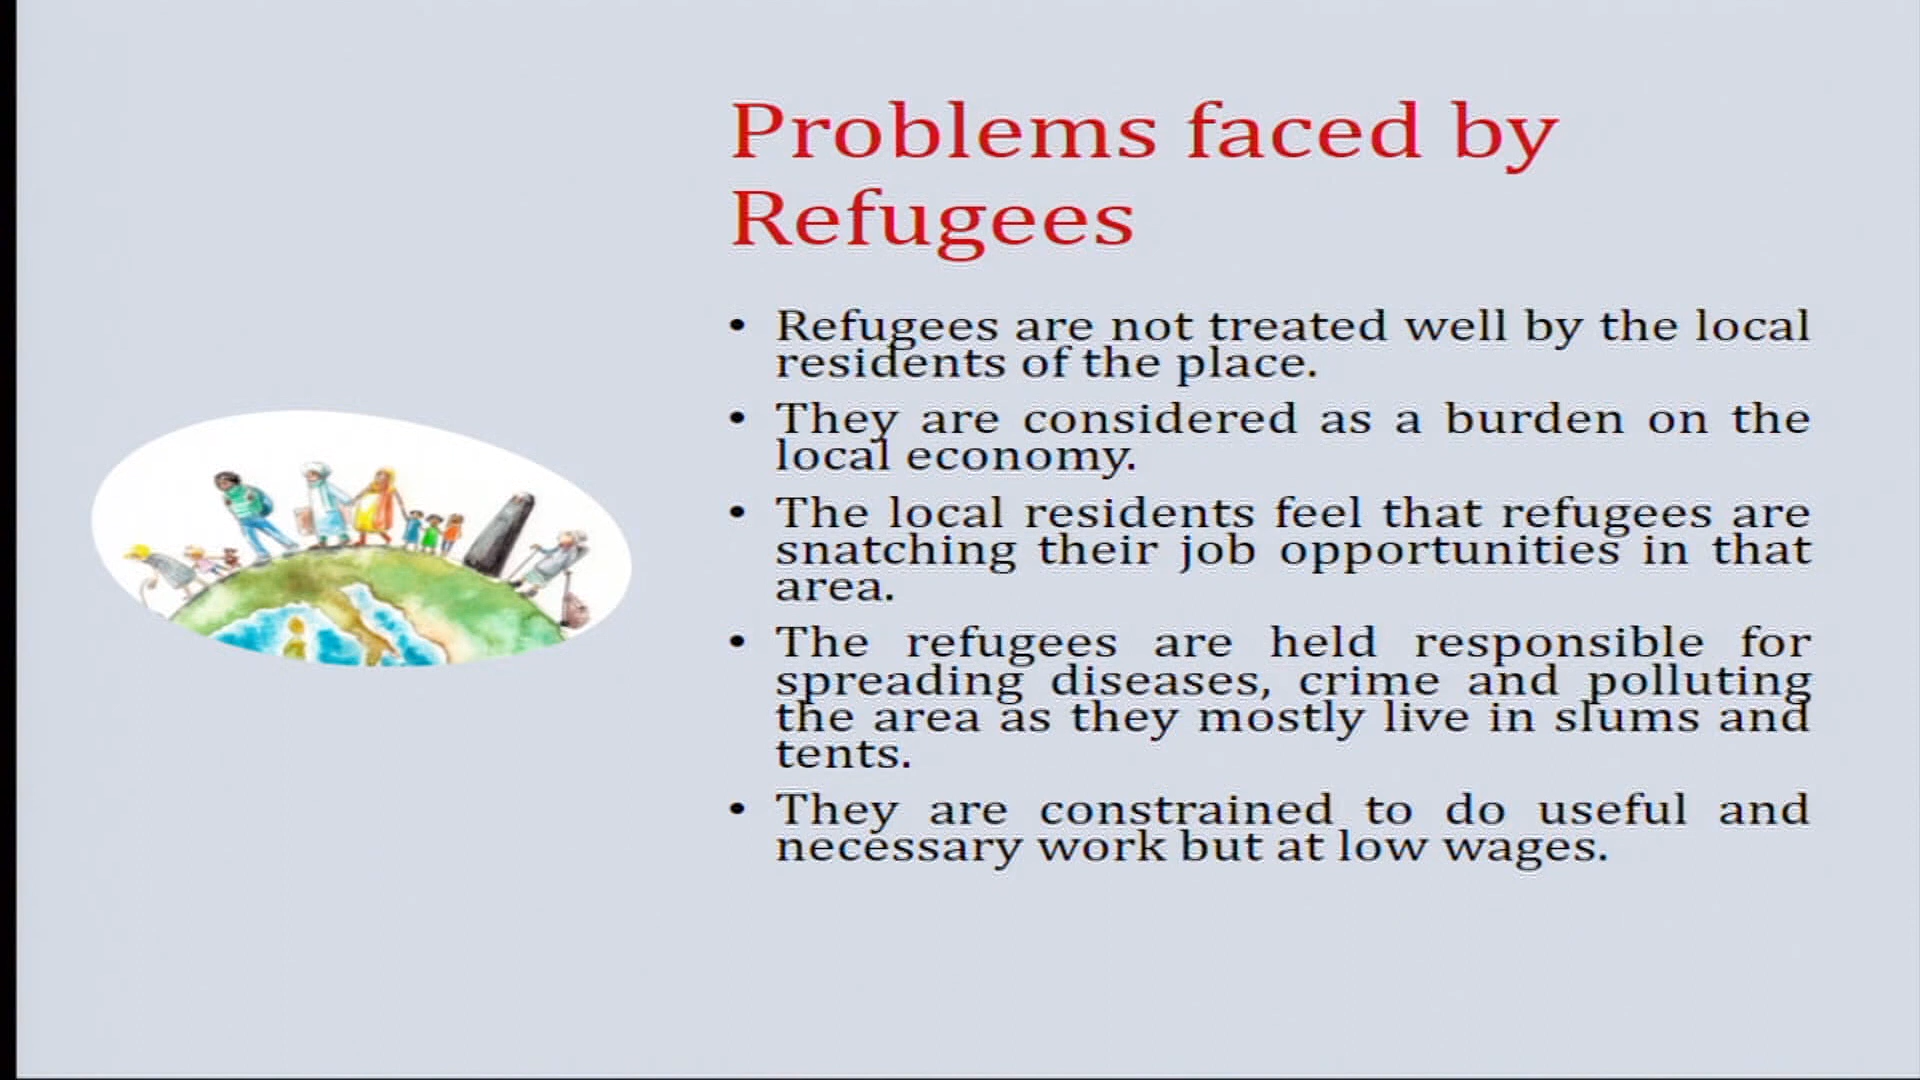 Problems faced by
Refugees
• Refugees are not treated well by the local
residents of the place.
• They are considered as a burden on the
local economy.
• The local residents feel that refugees are
snatching their job opportunities in that
area.
• The refugees are held responsible for
spreading diseases, crime and polluting
the area as they mostly live in slums and
tents.
• They are constrained to do useful and
necessary work but at low wages.